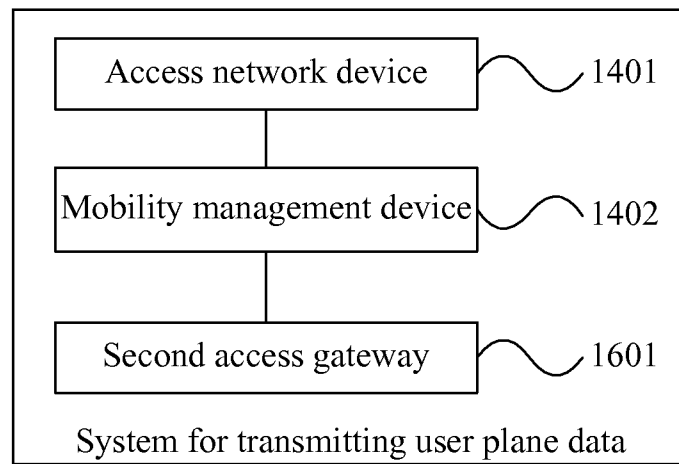 Access network device 1401
Mobility management device 1402
Second access gateway 1601
System for transmitting user plane data